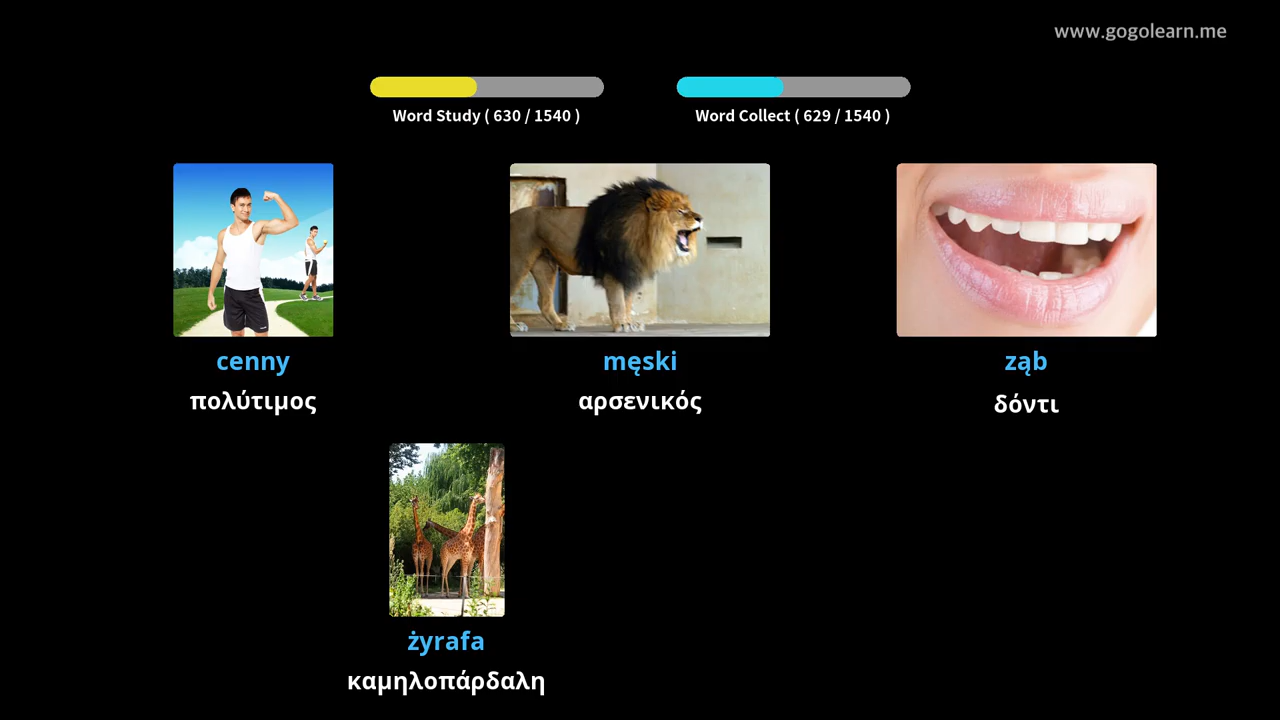 www.gogolearn.me
Word Study ( 630 / 1540 )
Word Collect ( 629 / 1540 )
cenny
πολύτιμος
męski
αρσενικός
ząb
δόντι
żyrafa
καμηλοπάρδαλη